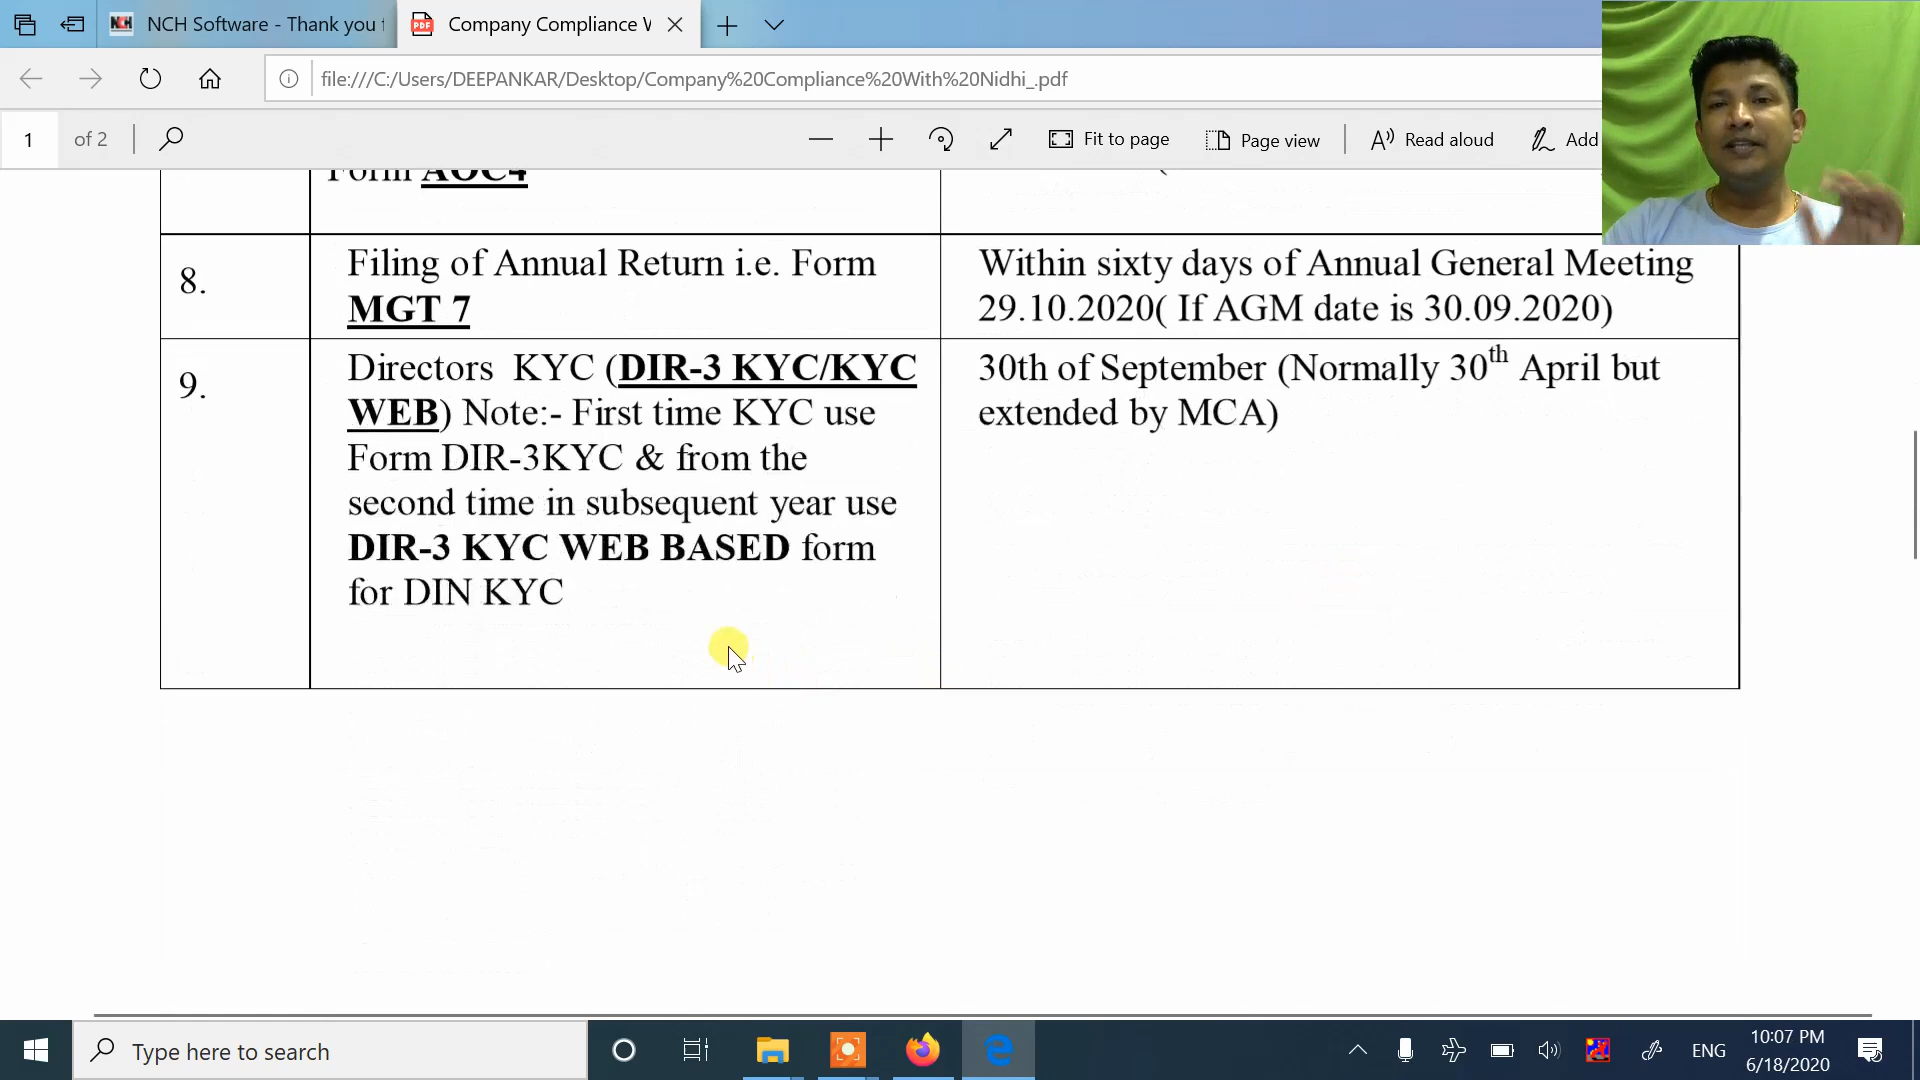 NCH Software - Thank you f
Company Compliance W
file:///C:/Users/DEEPANKAR/Desktop/Company%20Compliance%20With%20Nidhi_.pdf
1 of 2
Fit to page
Page view
Read aloud
Add
Form AOC4
8.
Filing of Annual Return i.e. Form
MGT 7
Within sixty days of Annual General Meeting
29.10.2020( If AGM date is 30.09.2020)
9.
Directors KYC (DIR-3 KYC/KYC
WEB) Note:- First time KYC use
Form DIR-3KYC & from the
second time in subsequent year use
DIR-3 KYC WEB BASED form
for DIN KYC
30th of September (Normally 30th April but
extended by MCA)
Type here to search
ENG
10:07 PM
6/18/2020